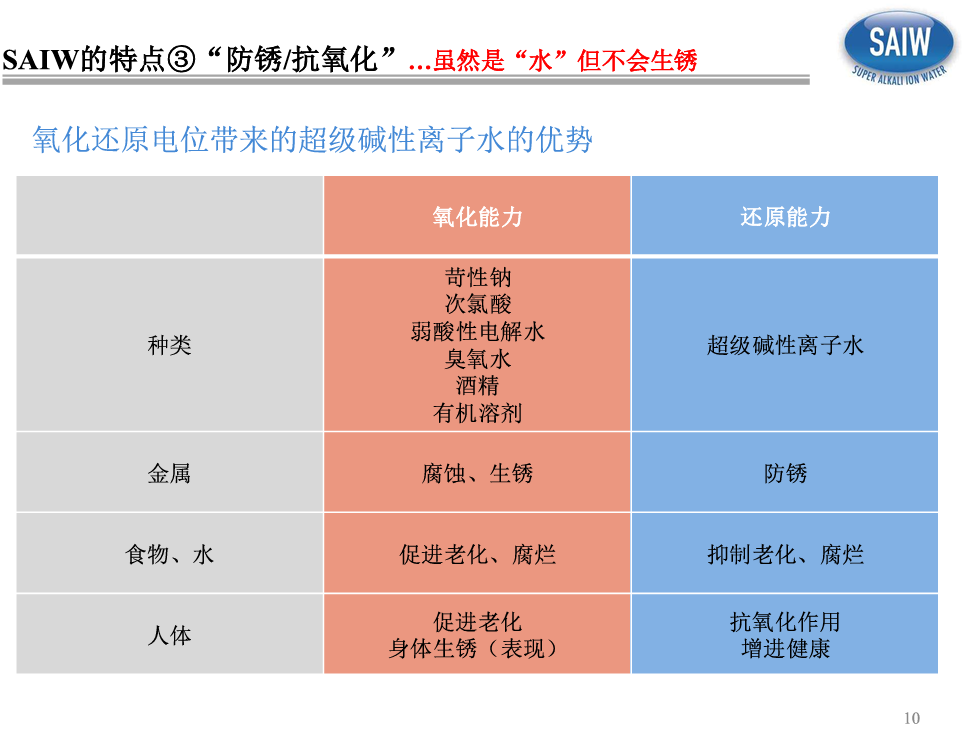 SAIW的特点③“防锈/抗氧化”…虽然是“水”但不会生锈
SAIW
SUPER ALKALI ION WATER
氧化还原电位带来的超级碱性离子水的优势
氧化能力
还原能力
种类
苛性钠
次氯酸
弱酸性电解水
臭氧水
酒精
有机溶剂
超级碱性离子水
金属
腐蚀、生锈
防锈
食物、水
促进老化、腐烂
抑制老化、腐烂
人体
促进老化
身体生锈（表现）
抗氧化作用
增进健康
10